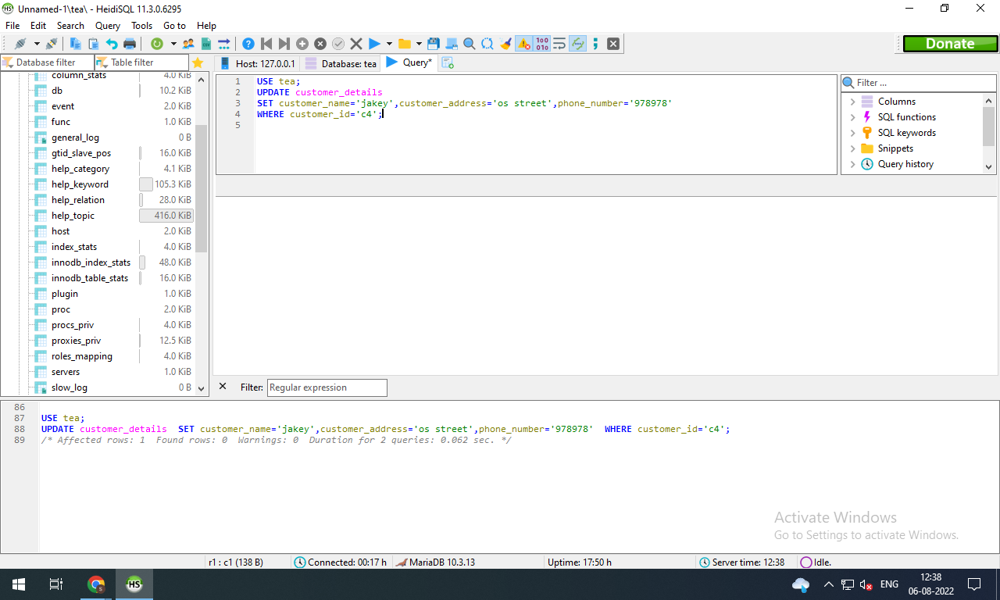 Unnamed-1\tea\ - HeidiSQL 11.3.0.6295
File Edit Search Query Tools Go to Help
Donate
Database filter Table filter
Host: 127.0.0.1 Database: tea Query*
column_stats 4.0 KiB
db 10.2 KiB
event 2.0 KiB
func 1.0 KiB
general_log 0 B
gtid_slave_pos 16.0 KiB
help_category 4.1 KiB
help_keyword 105.3 KiB
help_relation 28.0 KiB
help_topic 416.0 KiB
host 2.0 KiB
index_stats 4.0 KiB
innodb_index_stats 48.0 KiB
innodb_table_stats 16.0 KiB
plugin 1.0 KiB
proc 2.0 KiB
procs_priv 4.0 KiB
proxies_priv 12.5 KiB
roles_mapping 4.0 KiB
servers 1.0 KiB
slow_log 0 B
1 USE tea;
2 UPDATE customer_details
3 SET customer_name='jakey',customer_address='os street',phone_number='978978'
4 WHERE customer_id='c4';
5
Filter ...
Columns
SQL functions
SQL keywords
Snippets
Query history
Filter: Regular expression
86
87 USE tea;
88 UPDATE customer_details  SET customer_name='jakey',customer_address='os street',phone_number='978978'  WHERE customer_id='c4';
89 /* Affected rows: 1  Found rows: 0  Warnings: 0  Duration for 2 queries: 0.062 sec. */
Activate Windows
Go to Settings to activate Windows.
r1 : c1 (138 B) Connected: 00:17 h MariaDB 10.3.13 Uptime: 17:50 h Server time: 12:38 Idle.
HS ENG 12:38
06-08-2022